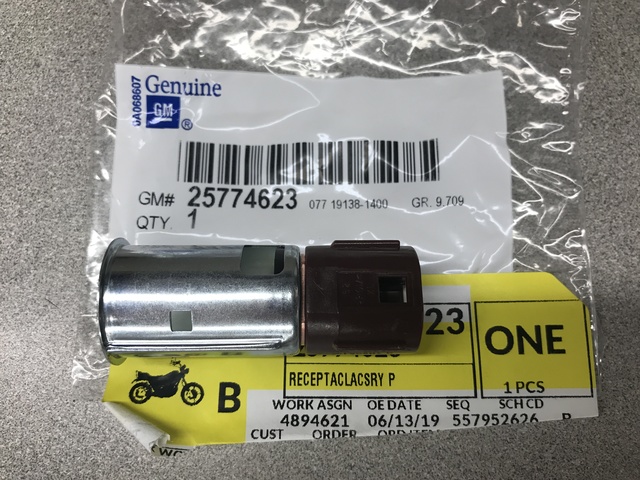 0A068607
Genuine
GM
®
GM# 25774623 077 19138-1400 GR. 9.709
QTY. 1
23
ONE
RECEPTACLACSRY P
1 PCS
B
WORK ASGN OE DATE SEQ SCH CD
4894621 06/13/19 557952626 B
CUST ORDER